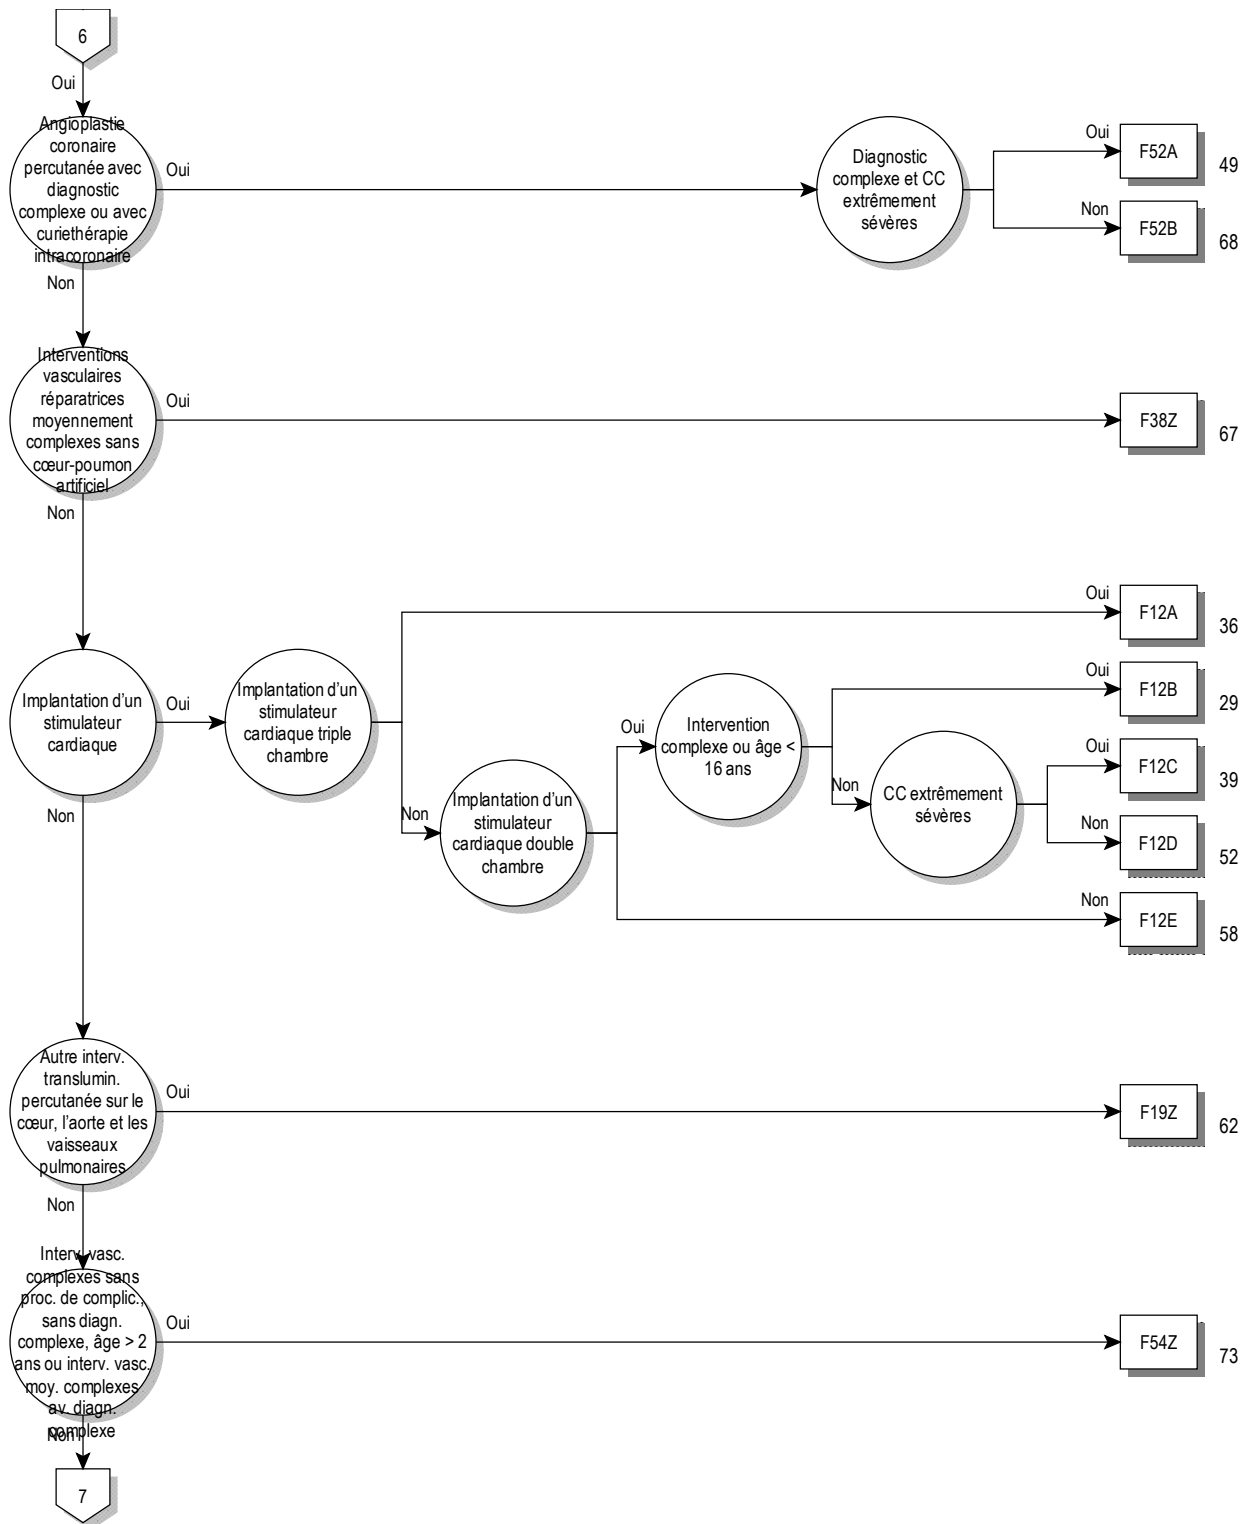 6
Oui
Angioplastie
coronaire
percutanée avec
diagnostic
complexe ou avec
curiethérapie
intracoronaire
Oui
Non
Diagnostic
complexe et CC
extrêmement
sévères
Oui
F52A
49
Non
F52B
68
Interventions
vasculaires
réparatrices
moyennement
complexes sans
cœur-poumon
artificiel
Oui
Non
F38Z
67
Implantation d'un
stimulateur
cardiaque
Oui
Non
Implantation d'un
stimulateur
cardiaque triple
chambre
Oui
F12A
36
Non
Implantation d'un
stimulateur
cardiaque double
chambre
Oui
Intervention
complexe ou âge <
16 ans
Oui
F12B
29
Non
CC extrêmement
sévères
Oui
F12C
39
Non
F12D
52
Non
F12E
58
Autre interv.
translumin.
percutanée sur le
cœur, l'aorte et les
vaisseaux
pulmonaires
Oui
Non
F19Z
62
Interv. vasc.
complexes sans
proc. de complic.,
sans diagn.
complexe, âge > 2
ans ou interv. vasc.
moy. complexes
av. diagn.
complexe
Oui
Non
F54Z
73
7